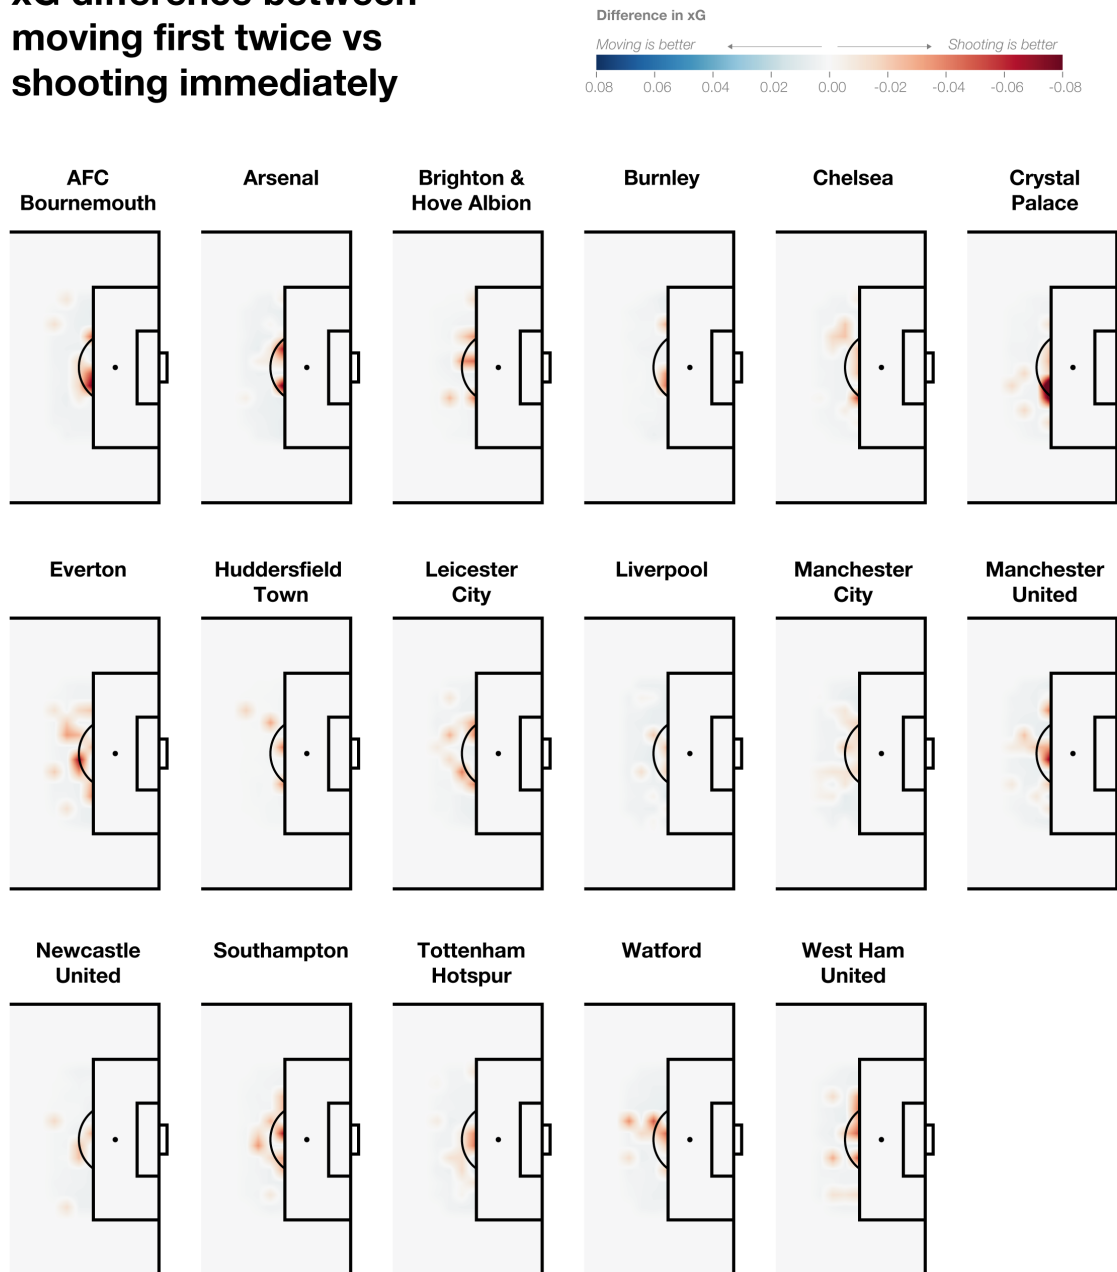 xG difference between
moving first twice vs
shooting immediately
Difference in xG
Moving is better
Shooting is better
0.08 0.06 0.04 0.02 0.00 -0.02 -0.04 -0.06 -0.08
AFC
Bournemouth
Arsenal
Brighton &
Hove Albion
Burnley
Chelsea
Crystal
Palace
Everton
Huddersfield
Town
Leicester
City
Liverpool
Manchester
City
Manchester
United
Newcastle
United
Southampton
Tottenham
Hotspur
Watford
West Ham
United